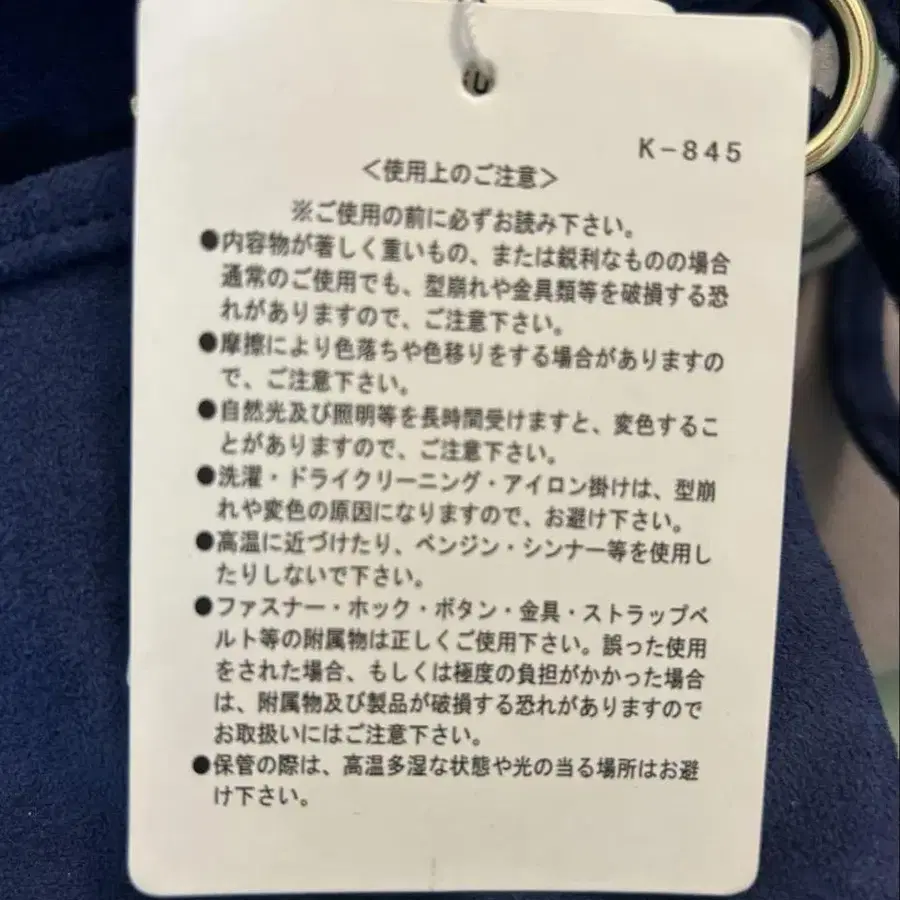 K-845
<使用上のご注意>
※ご使用の前に必ずお読み下さい。
●内容物が著しく重いもの、または鋭利なものの場合
通常のご使用でも、型崩れや金具類等を破損する恐
れがありますので、ご注意下さい。
●摩擦により色落ちや色移りをする場合がありますの
で、ご注意下さい。
●自然光及び照明等を長時間受けますと、変色するこ
とがありますので、ご注意下さい。
●洗濯・ドライクリーニング・アイロン掛けは、型崩
れや変色の原因になりますので、お避け下さい。
●高温に近づけたり、ベンジン・シンナー等を使用し
たりしないで下さい。
●ファスナー・ホック・ボタン・金具・ストラップベ
ルト等の附属物は正しくご使用下さい。誤った使用
をされた場合、もしくは極度の負担がかかった場合
は、附属物及び製品が破損する恐れがありますので
お取扱いにはご注意下さい。
●保管の際は、高温多湿な状態や光の当る場所はお避
け下さい。